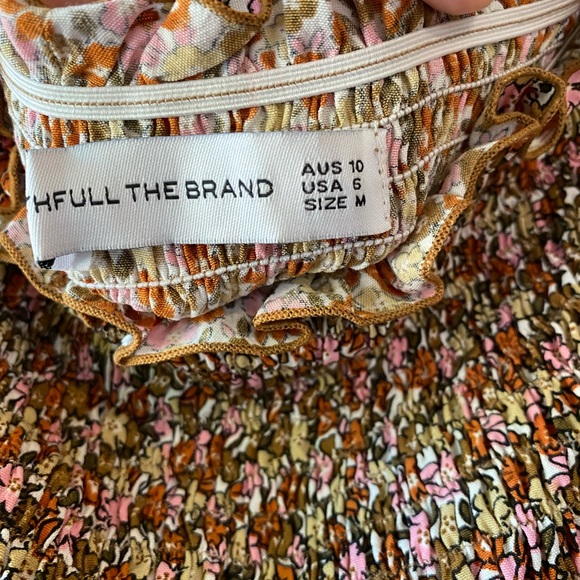 HFULL THE BRAND
AUS 10
USA 6
SIZE M